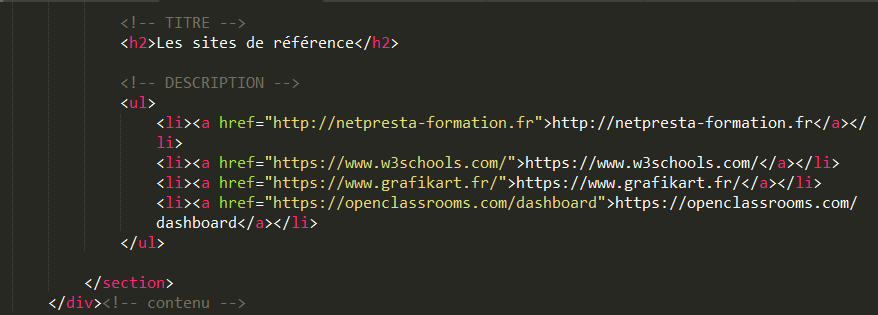 <!-- TITRE -->
<h2>Les sites de référence</h2>
<!-- DESCRIPTION -->
<ul>
<li><a href="http://netpresta-formation.fr">http://netpresta-formation.fr</a></
li>
<li><a href="https://www.w3schools.com/">https://www.w3schools.com/</a></li>
<li><a href="https://www.grafikart.fr/">https://www.grafikart.fr/</a></li>
<li><a href="https://openclassrooms.com/dashboard">https://openclassrooms.com/
dashboard</a></li>
</ul>
</section>
</div><!-- contenu -->